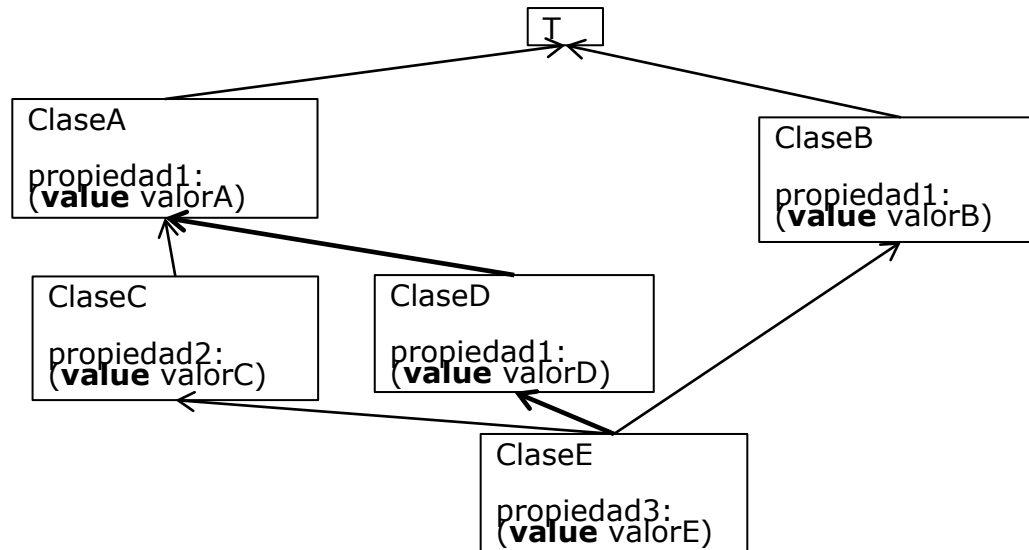 T
ClaseA
propiedad1:
(value valorA)
ClaseB
propiedad1:
(value valorB)
ClaseC
propiedad2:
(value valorC)
ClaseD
propiedad1:
(value valorD)
ClaseE
propiedad3:
(value valorE)